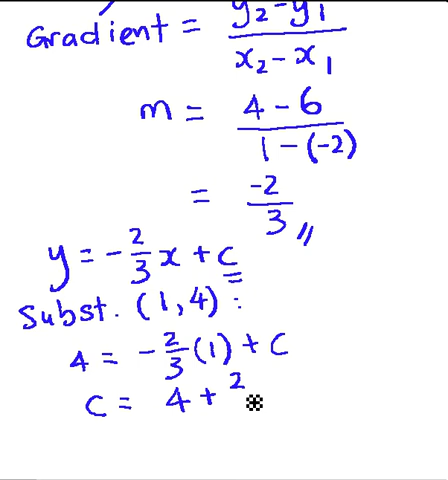 Gradient = y₂-y₁ / x₂-x₁
m = 4-6 / 1-(-2)
= -2/3 //
y = -2/3 x + c
Subst. (1,4) :
4 = -2/3 (1) + c
c = 4 + 2